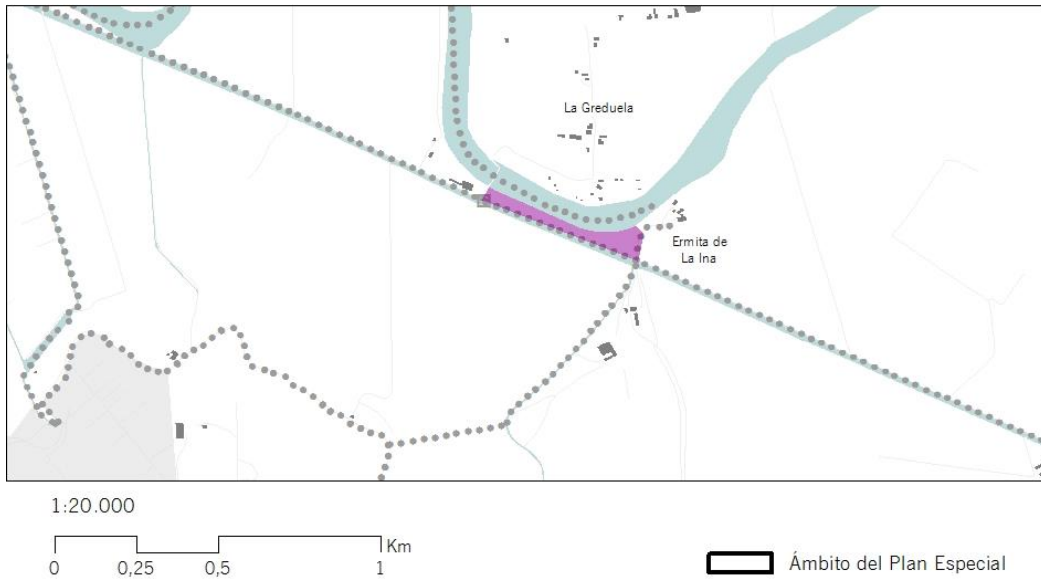 La Greduela
Ermita de
La Ina
1:20.000
Km
0 0,25 0,5 1
Ámbito del Plan Especial